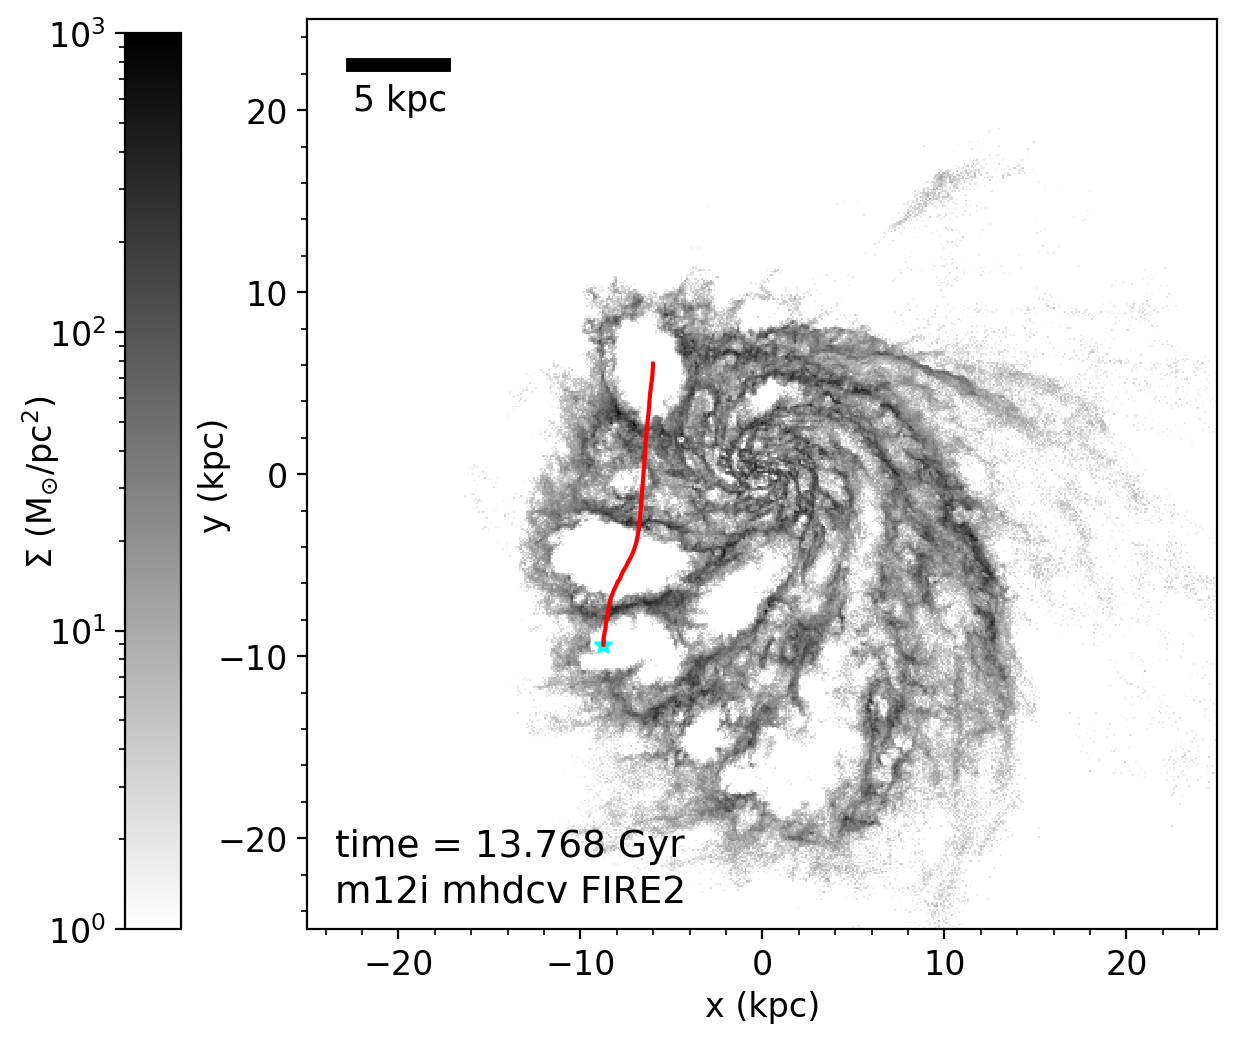 10³
10²
10¹
10⁰
Σ (M⊙/pc²)
20
10
0
−10
−20
y (kpc)
5 kpc
time = 13.768 Gyr
m12i mhdcv FIRE2
−20 −10 0 10 20
x (kpc)